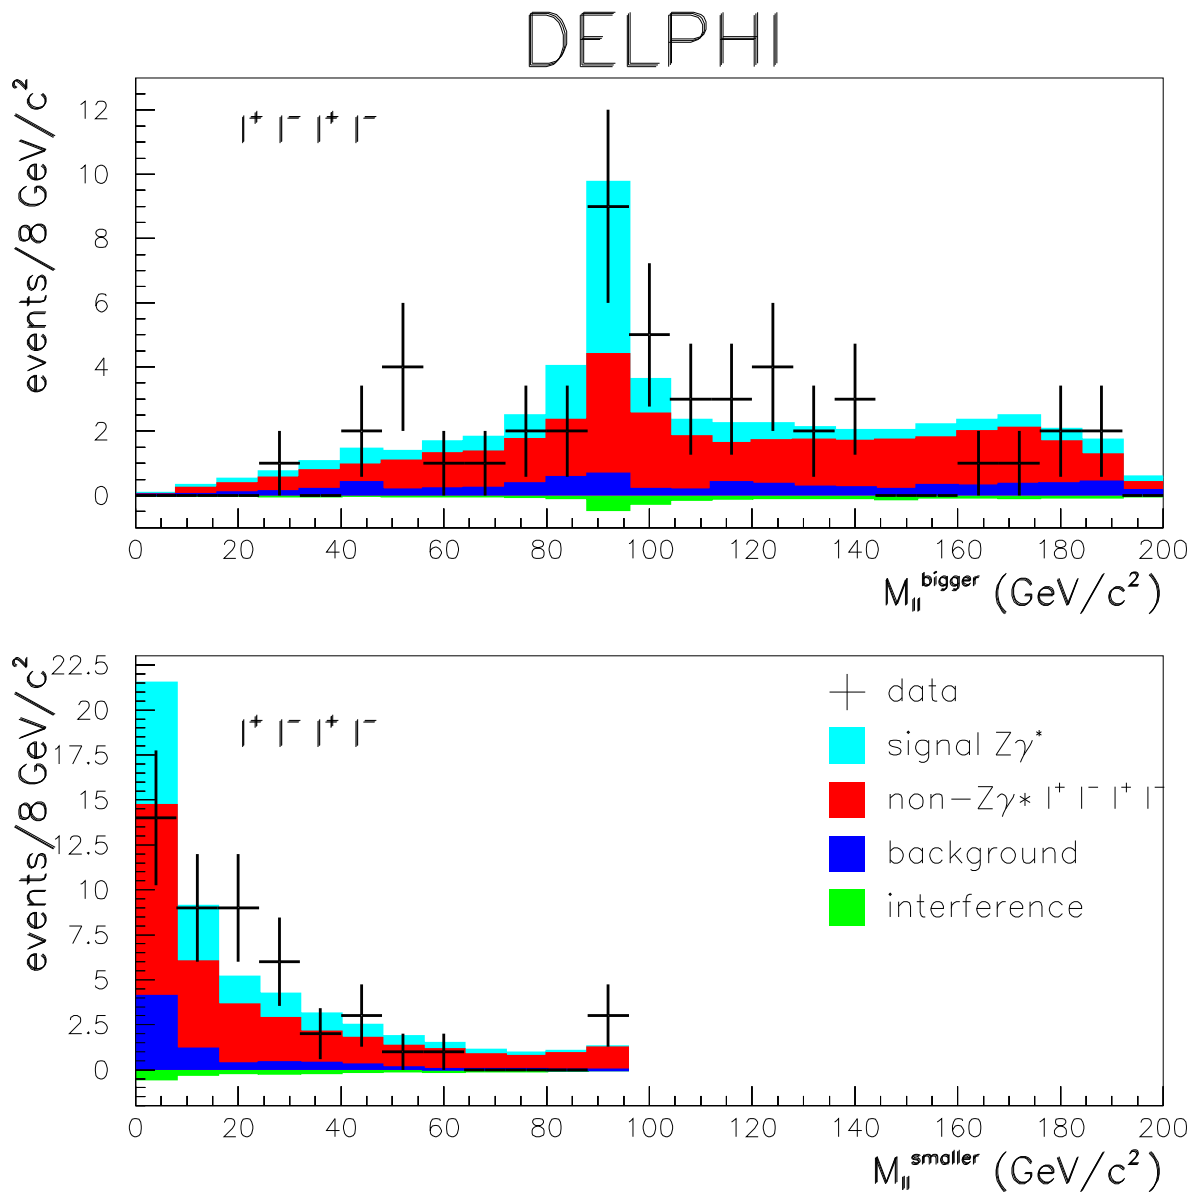 DELPHI
events/8 GeV/c²
l⁺ l⁻ l⁺ l⁻
12
10
8
6
4
2
0
0 20 40 60 80 100 120 140 160 180 200
M_ll^bigger (GeV/c²)
events/8 GeV/c²
l⁺ l⁻ l⁺ l⁻
22.5
20
17.5
15
12.5
10
7.5
5
2.5
0
data
signal Zγ*
non-Zγ* l⁺ l⁻ l⁺ l⁻
background
interference
0 20 40 60 80 100 120 140 160 180 200
M_ll^smaller (GeV/c²)